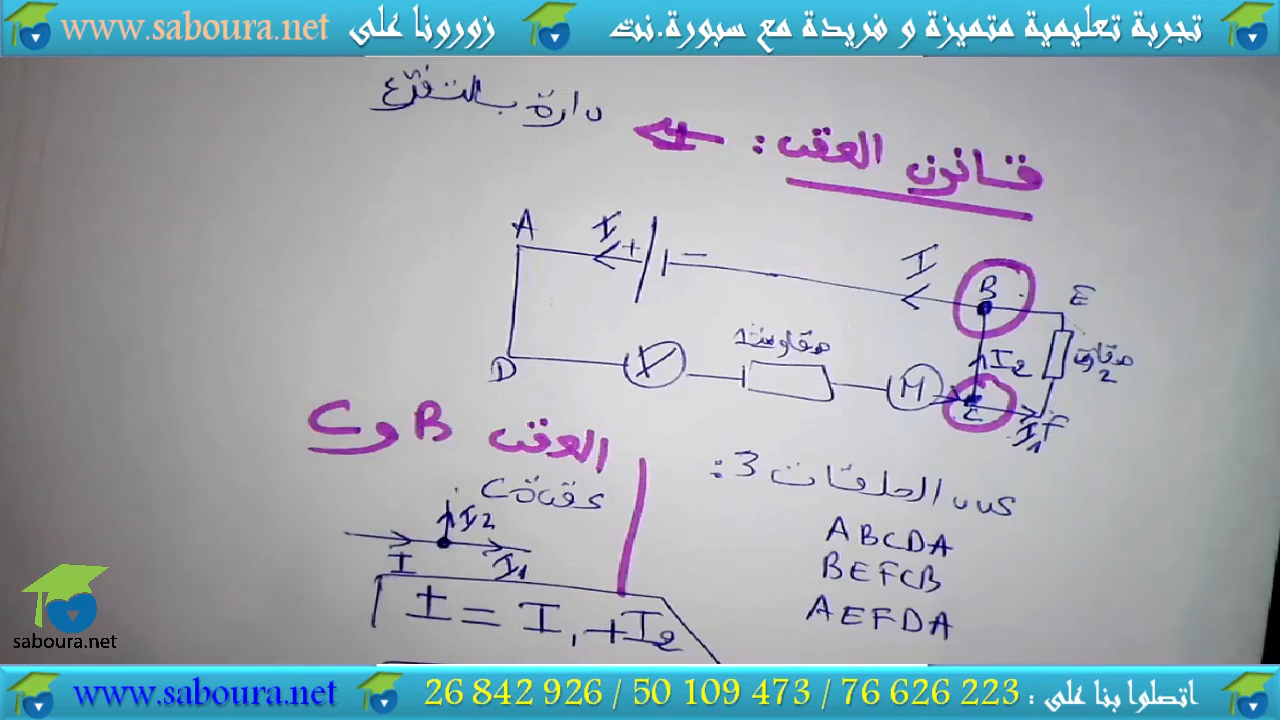 تجربة تعليمية متميزة و فريدة مع سبورة.نت زورونا على www.saboura.net
قانون العقد:
دارة بالتفرع
A
I
+
−
I
B
E
مقاومة 1
I2
مقاومة 2
D
M
C
I1
F
العقد B و C
عدد الحلقات 3:
عقدة C
ABCDA
I2
I
I1
BEFCB
I = I1 + I2
AEFDA
saboura.net
اتصلوا بنا على : 26 842 926 / 50 109 473 / 76 626 223 www.saboura.net